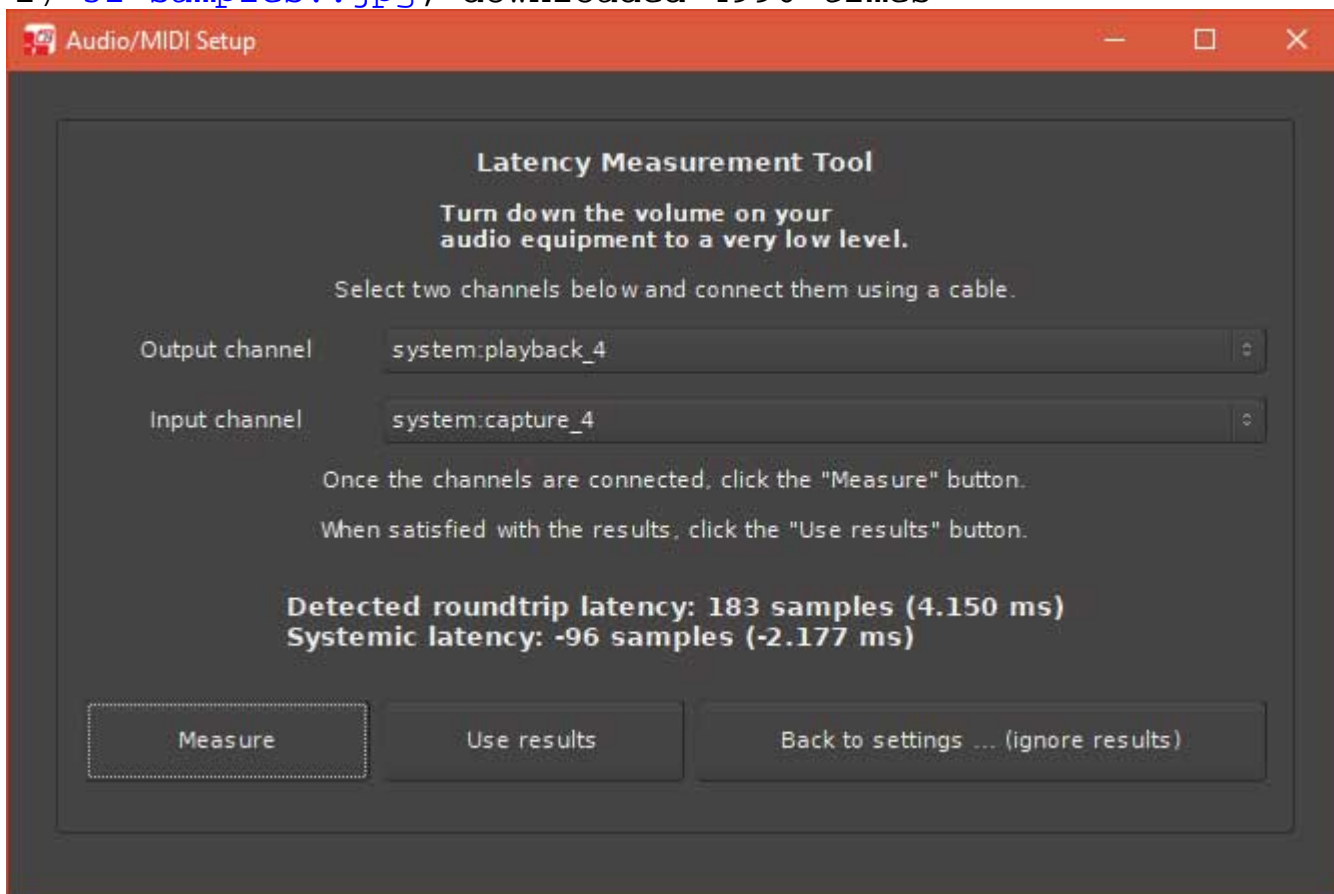 Audio/MIDI Setup
Latency Measurement Tool
Turn down the volume on your
audio equipment to a very low level.
Select two channels below and connect them using a cable.
Output channel system:playback_4
Input channel system:capture_4
Once the channels are connected, click the "Measure" button.
When satisfied with the results, click the "Use results" button.
Detected roundtrip latency: 183 samples (4.150 ms)
Systemic latency: -96 samples (-2.177 ms)
Measure Use results Back to settings ... (ignore results)